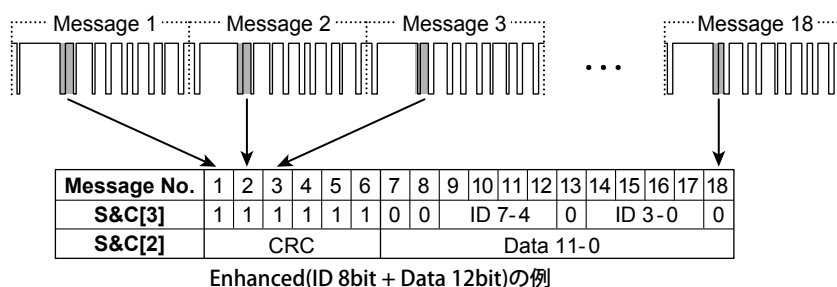 Message 1 Message 2 Message 3 Message 18
...
Message No. 1 2 3 4 5 6 7 8 9 10 11 12 13 14 15 16 17 18
S&C[3] 1 1 1 1 1 1 0 0 ID 7-4 0 ID 3-0 0
S&C[2] CRC Data 11-0
Enhanced(ID 8bit + Data 12bit)の例